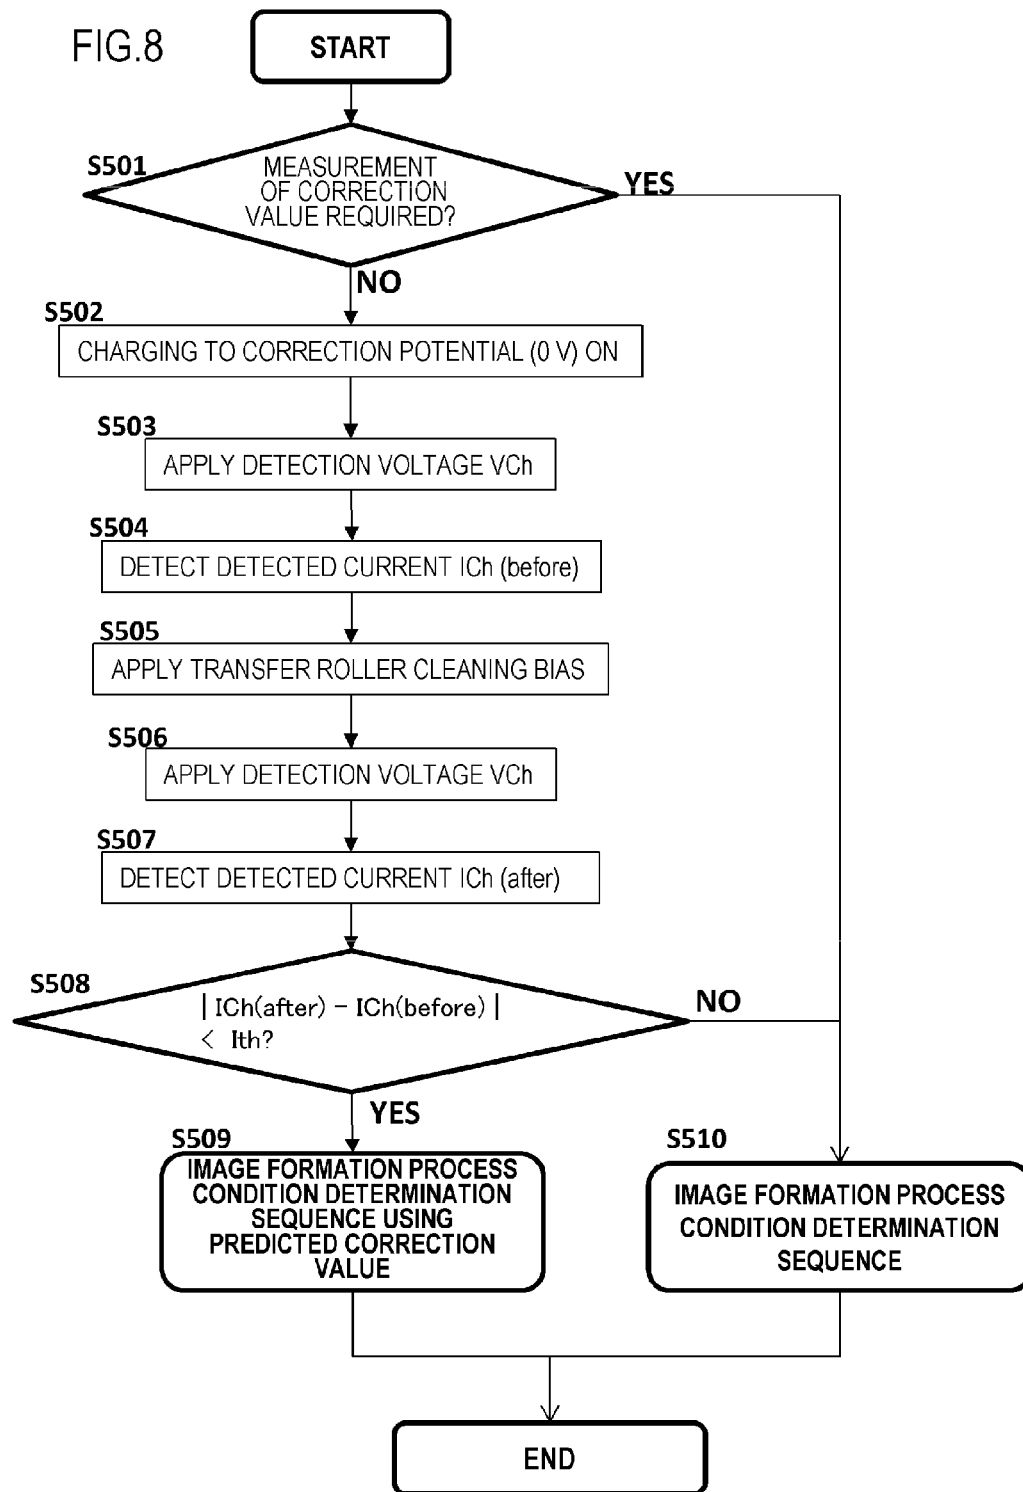 FIG.8
START
S501
MEASUREMENT
OF CORRECTION
VALUE REQUIRED?
YES
NO
S502
CHARGING TO CORRECTION POTENTIAL (0 V) ON
S503
APPLY DETECTION VOLTAGE VCh
S504
DETECT DETECTED CURRENT ICh (before)
S505
APPLY TRANSFER ROLLER CLEANING BIAS
S506
APPLY DETECTION VOLTAGE VCh
S507
DETECT DETECTED CURRENT ICh (after)
S508
| ICh(after) − ICh(before) |
< Ith?
NO
YES
S509
IMAGE FORMATION PROCESS
CONDITION DETERMINATION
SEQUENCE USING
PREDICTED CORRECTION
VALUE
S510
IMAGE FORMATION PROCESS
CONDITION DETERMINATION
SEQUENCE
END